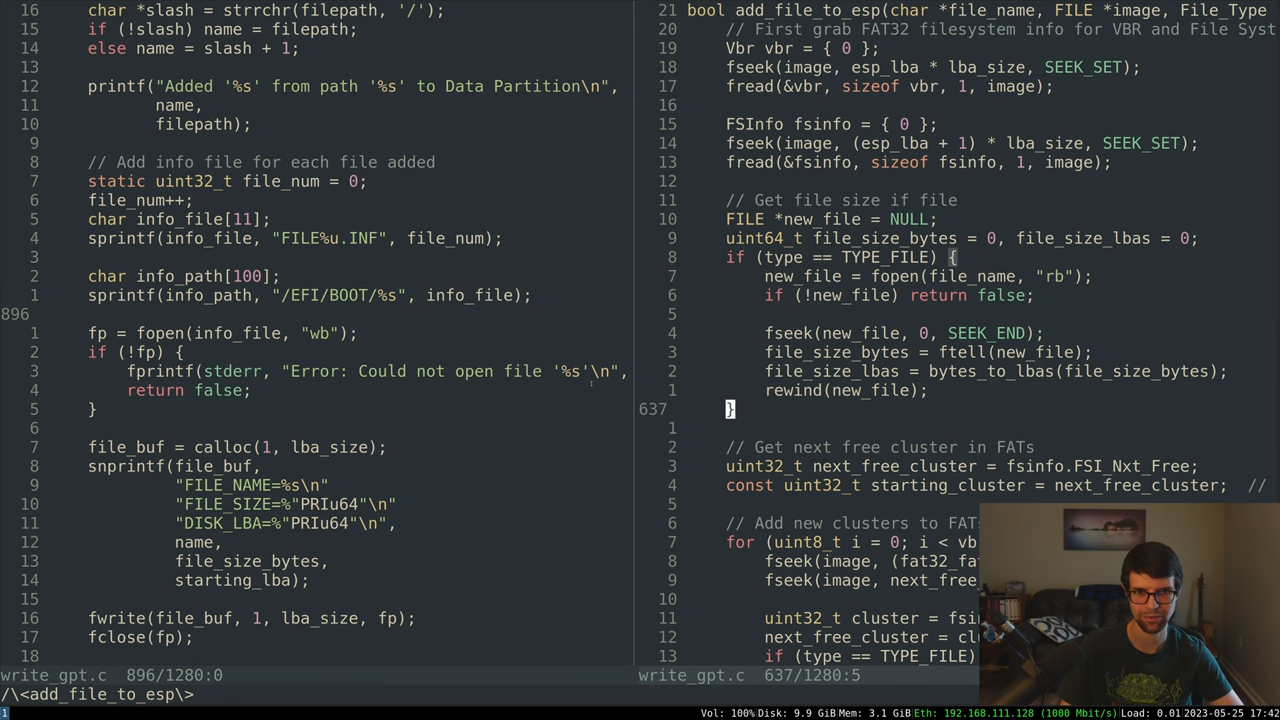 16 char *slash = strrchr(filepath, '/');
15 if (!slash) name = filepath;
14 else name = slash + 1;
13
12 printf("Added '%s' from path '%s' to Data Partition\n",
11 name,
10 filepath);
9
8 // Add info file for each file added
7 static uint32_t file_num = 0;
6 file_num++;
5 char info_file[11];
4 sprintf(info_file, "FILE%u.INF", file_num);
3
2 char info_path[100];
1 sprintf(info_path, "/EFI/BOOT/%s", info_file);
896
1 fp = fopen(info_file, "wb");
2 if (!fp) {
3 fprintf(stderr, "Error: Could not open file '%s'\n",
4 return false;
5 }
6
7 file_buf = calloc(1, lba_size);
8 snprintf(file_buf,
9 "FILE_NAME=%s\n"
10 "FILE_SIZE=%"PRIu64"\n"
11 "DISK_LBA=%"PRIu64"\n",
12 name,
13 file_size_bytes,
14 starting_lba);
15
16 fwrite(file_buf, 1, lba_size, fp);
17 fclose(fp);
18
write_gpt.c 896/1280:0
21 bool add_file_to_esp(char *file_name, FILE *image, File_Type
20 // First grab FAT32 filesystem info for VBR and File Syst
19 Vbr vbr = { 0 };
18 fseek(image, esp_lba * lba_size, SEEK_SET);
17 fread(&vbr, sizeof vbr, 1, image);
16
15 FSInfo fsinfo = { 0 };
14 fseek(image, (esp_lba + 1) * lba_size, SEEK_SET);
13 fread(&fsinfo, sizeof fsinfo, 1, image);
12
11 // Get file size if file
10 FILE *new_file = NULL;
9 uint64_t file_size_bytes = 0, file_size_lbas = 0;
8 if (type == TYPE_FILE) {
7 new_file = fopen(file_name, "rb");
6 if (!new_file) return false;
5
4 fseek(new_file, 0, SEEK_END);
3 file_size_bytes = ftell(new_file);
2 file_size_lbas = bytes_to_lbas(file_size_bytes);
1 rewind(new_file);
637 }
1
2 // Get next free cluster in FATs
3 uint32_t next_free_cluster = fsinfo.FSI_Nxt_Free;
4 const uint32_t starting_cluster = next_free_cluster; //
5
6 // Add new clusters to FATs
7 for (uint8_t i = 0; i < vb
8 fseek(image, (fat32_fa
9 fseek(image, next_free
10
11 uint32_t cluster = fsi
12 next_free_cluster = cl
13 if (type == TYPE_FILE)
write_gpt.c 637/1280:5
/\<add_file_to_esp\>
1 Vol: 100% Disk: 9.9 GiB Mem: 3.1 GiB Eth: 192.168.111.128 (1000 Mbit/s) Load: 0.01 2023-05-25 17:42